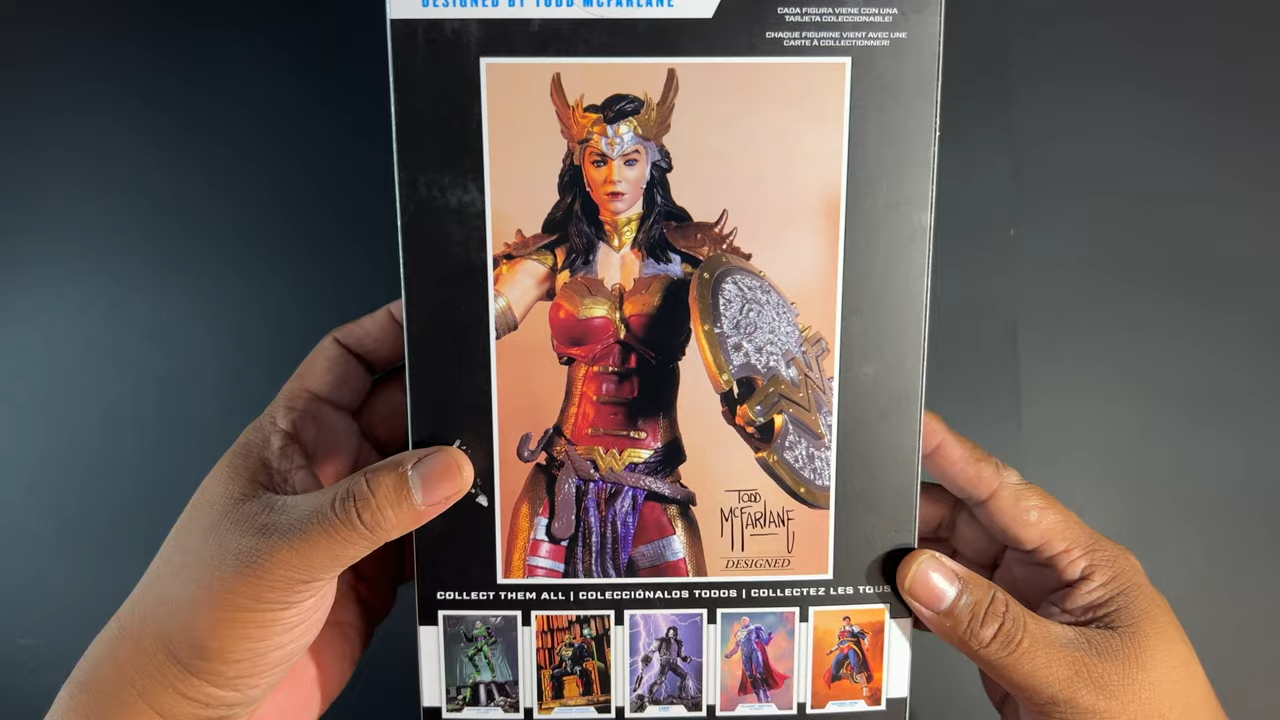 DESIGNED BY TODD MCFARLANE
CADA FIGURA VIENE CON UNA
TARJETA COLECCIONABLE!
CHAQUE FIGURINE VIENT AVEC UNE
CARTE À COLLECTIONNER!
TODD
MCFARLANE
DESIGNED
COLLECT THEM ALL | COLECCIÓNALOS TODOS | COLLECTEZ LES TOUS